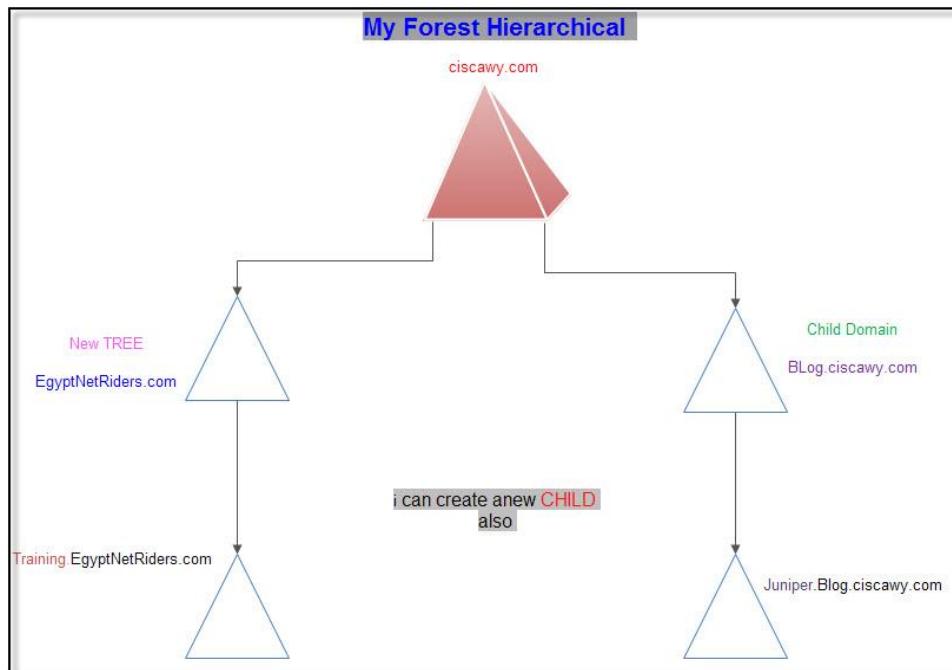 My Forest Hierarchical
ciscawy.com
New TREE
EgyptNetRiders.com
Child Domain
BLog.ciscawy.com
i can create anew CHILD
also
Training.EgyptNetRiders.com
Juniper.Blog.ciscawy.com